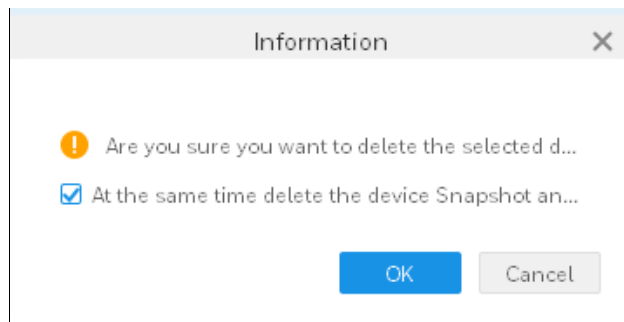 Information
Are you sure you want to delete the selected d...
At the same time delete the device Snapshot an...
OK Cancel